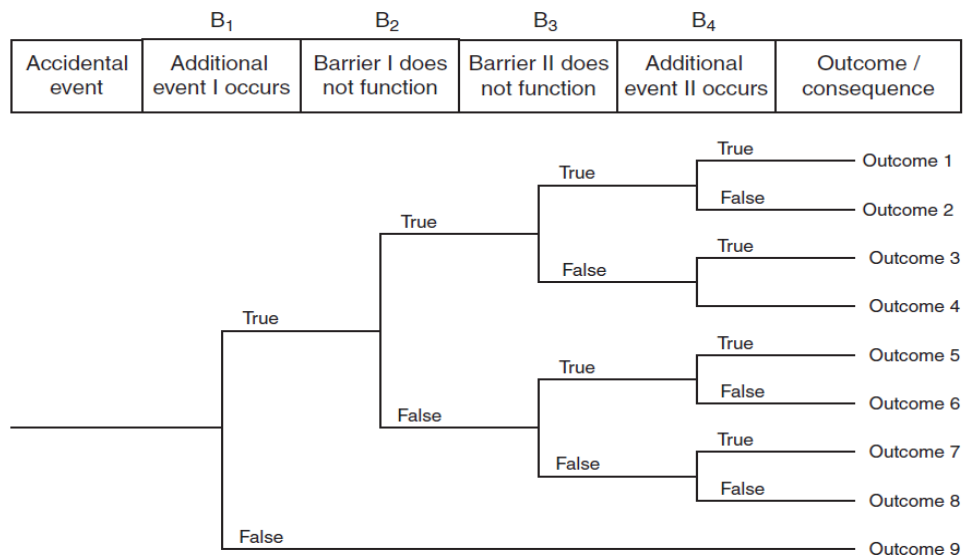 B1 B2 B3 B4
Accidental event
Additional event I occurs
Barrier I does not function
Barrier II does not function
Additional event II occurs
Outcome / consequence
True
Outcome 1
True
False
Outcome 2
True
True
Outcome 3
False
Outcome 4
True
True
Outcome 5
True
False
Outcome 6
False
True
Outcome 7
False
False
Outcome 8
False
Outcome 9